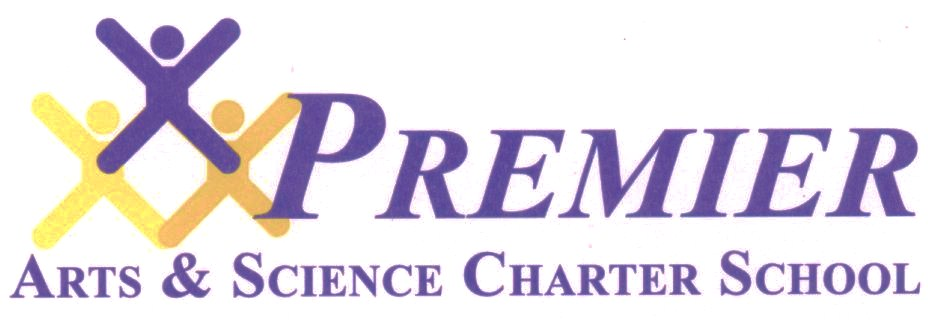 PREMIER
ARTS & SCIENCE CHARTER SCHOOL